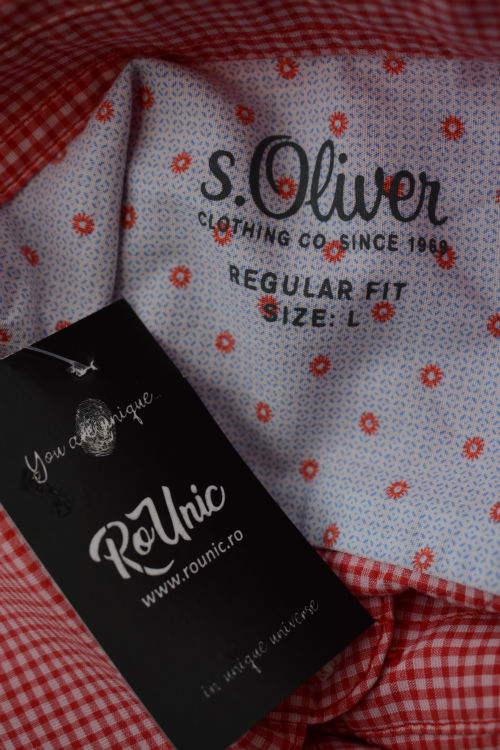 s.Oliver
CLOTHING CO. SINCE 1969
REGULAR FIT
SIZE: L
You are unique...
RoUnic
www.rounic.ro
in unique universe